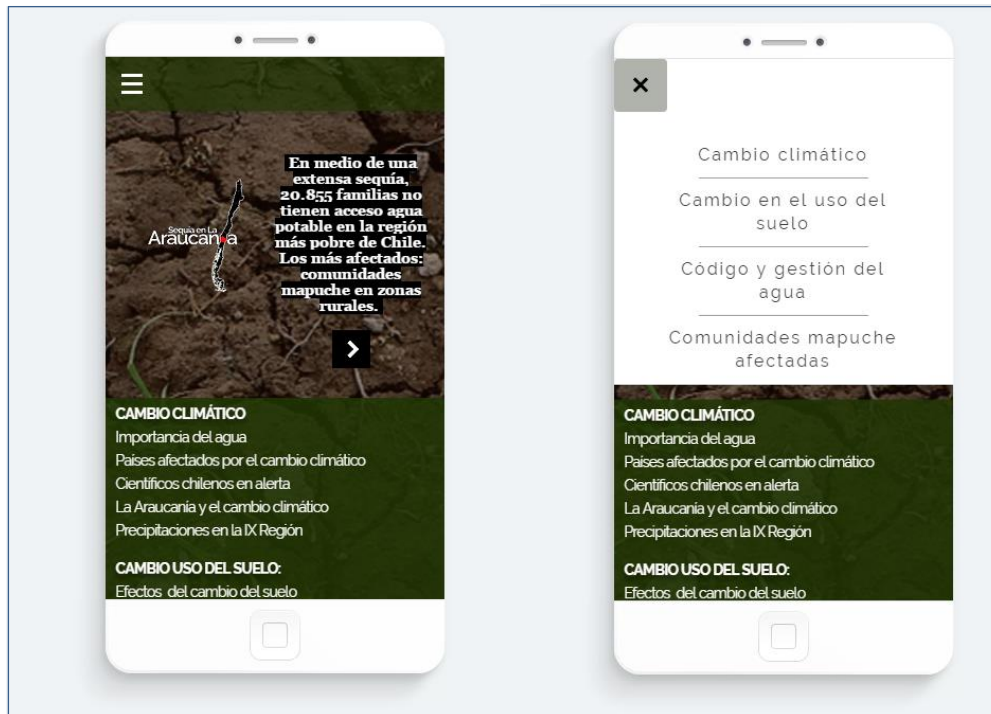 En medio de una
extensa sequía,
20.855 familias no
tienen acceso agua
potable en la región
más pobre de Chile.
Los más afectados:
comunidades
mapuche en zonas
rurales.
Sequia en La
Araucanía
CAMBIO CLIMÁTICO
Importancia del agua
Paises afectados por el cambio climático
Científicos chilenos en alerta
La Araucanía y el cambio climático
Precipitaciones en la IX Región
CAMBIO USO DEL SUELO:
Efectos del cambio del suelo
Cambio climático
Cambio en el uso del
suelo
Código y gestión del
agua
Comunidades mapuche
afectadas
CAMBIO CLIMÁTICO
Importancia del agua
Paises afectados por el cambio climático
Científicos chilenos en alerta
La Araucanía y el cambio climático
Precipitaciones en la IX Región
CAMBIO USO DEL SUELO:
Efectos del cambio del suelo